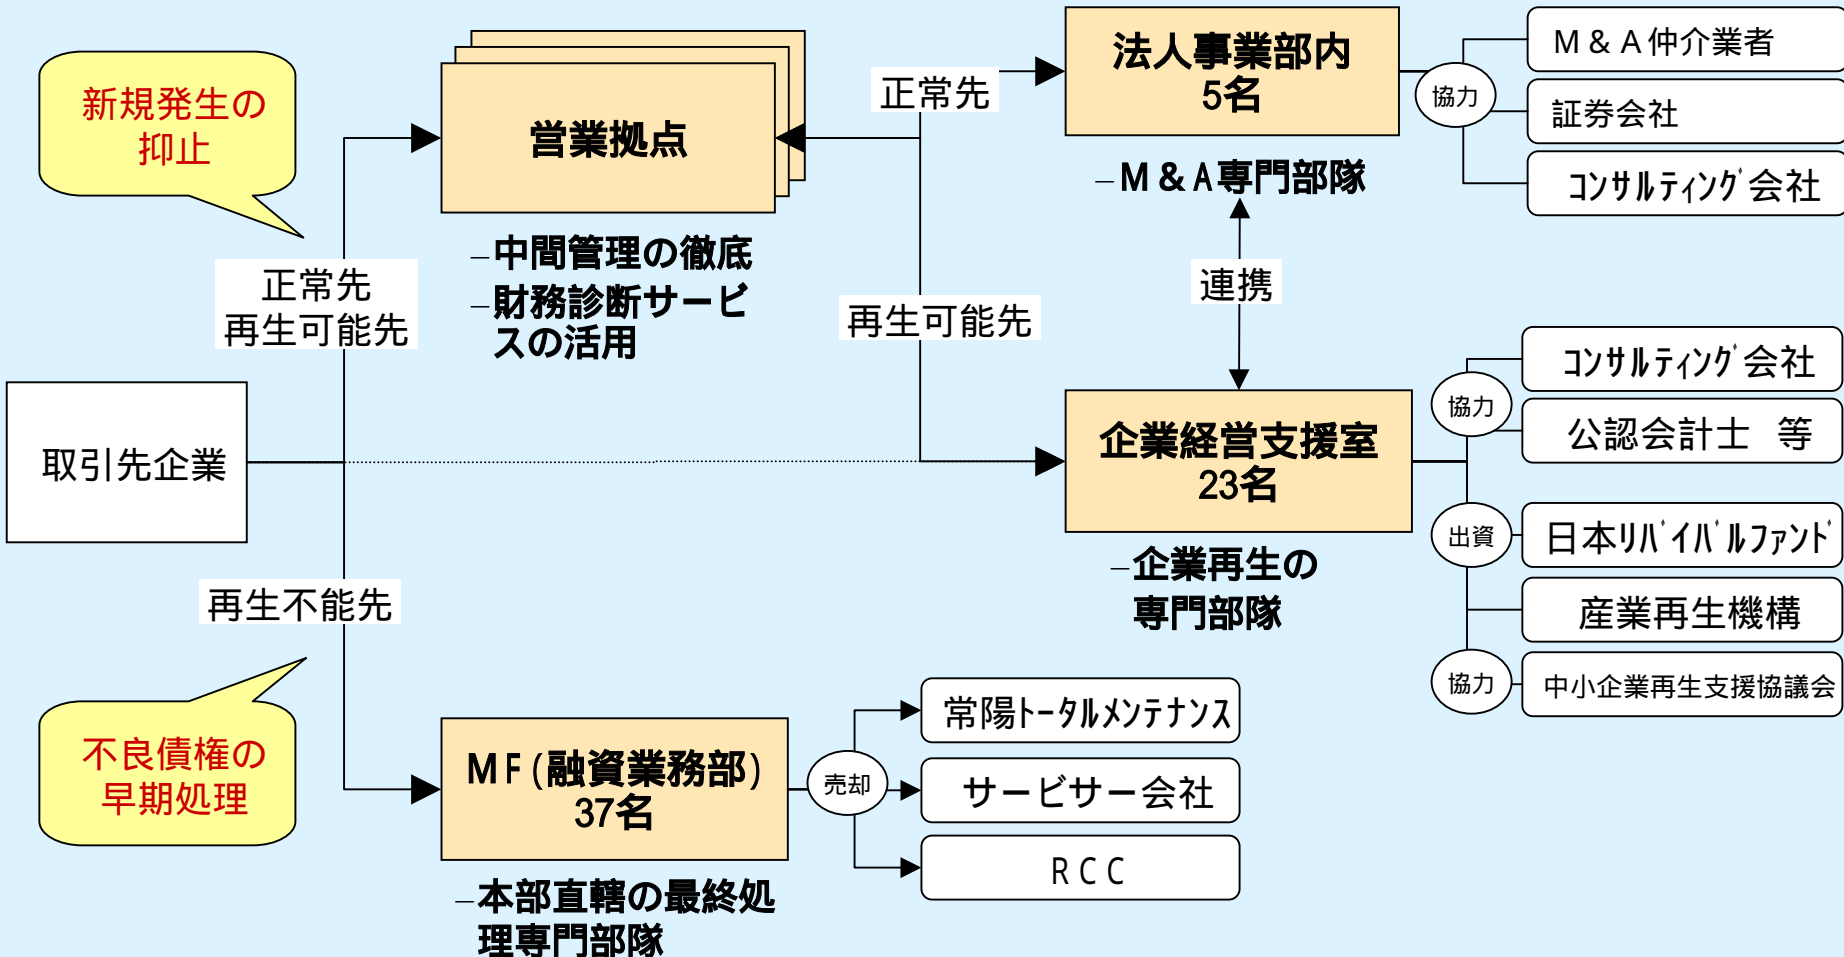 新規発生の
抑止
正常先
再生可能先
取引先企業
再生不能先
不良債権の
早期処理
営業拠点
–中間管理の徹底
–財務診断サービ
スの活用
正常先
再生可能先
法人事業部内
5名
–M&A専門部隊
連携
企業経営支援室
23名
–企業再生の
専門部隊
協力
M&A仲介業者
証券会社
コンサルティング会社
協力
コンサルティング会社
公認会計士 等
出資
日本リバイバルファンド
産業再生機構
協力
中小企業再生支援協議会
MF(融資業務部)
37名
–本部直轄の最終処
理専門部隊
売却
常陽トータルメンテナンス
サービサー会社
RCC